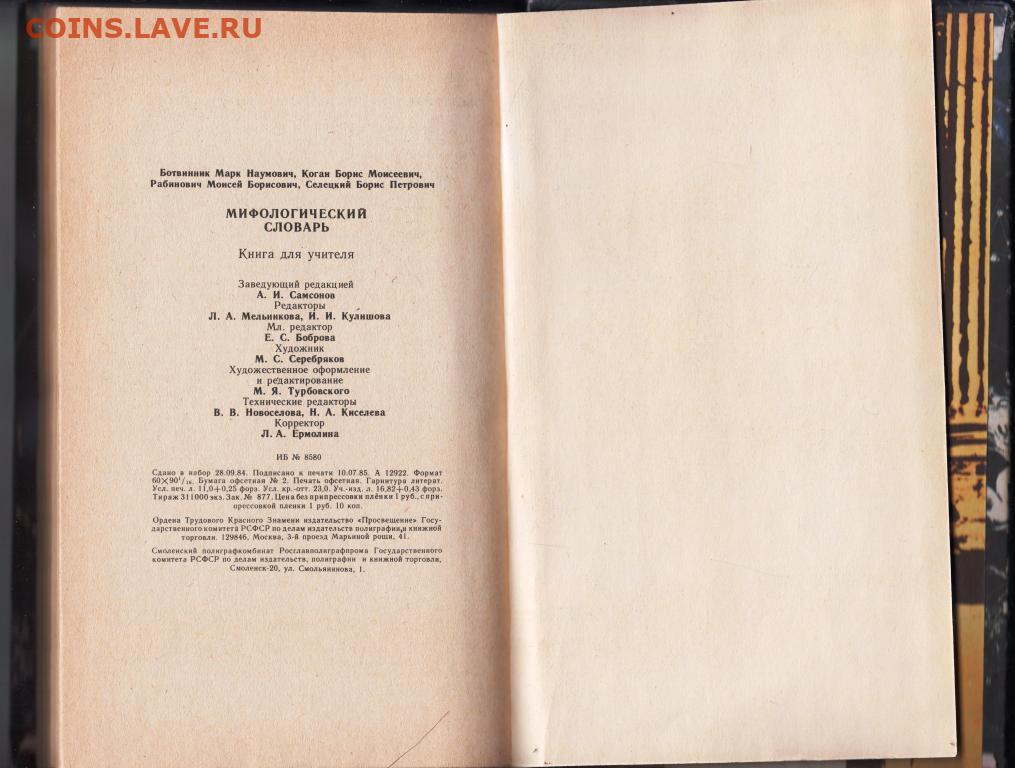 COINS.LAVE.RU
Ботвинник Марк Наумович, Коган Борис Моисеевич,
Рабинович Моисей Борисович, Селецкий Борис Петрович
МИФОЛОГИЧЕСКИЙ
СЛОВАРЬ
Книга для учителя
Заведующий редакцией
А. И. Самсонов
Редакторы
Л. А. Мельникова, И. И. Кулишова
Мл. редактор
Е. С. Боброва
Художник
М. С. Серебряков
Художественное оформление
и редактирование
М. Я. Турбовского
Технические редакторы
В. В. Новоселова, Н. А. Киселева
Корректор
Л. А. Ермолина
ИБ № 8580
Сдано в набор 28.09.84. Подписано к печати 10.07.85. А 12922. Формат
60×90¹/₁₆. Бумага офсетная № 2. Печать офсетная. Гарнитура литерат.
Усл. печ. л. 11,0+0,25 форз. Усл. кр.-отт. 23,0. Уч.-изд. л. 16,82+0,43 форз.
Тираж 311000 экз. Зак. № 877. Цена без припрессовки плёнки 1 руб., с при-
прессовкой пленки 1 руб. 10 коп.
Ордена Трудового Красного Знамени издательство «Просвещение» Госу-
дарственного комитета РСФСР по делам издательств полиграфии и книжной
торговли. 129846, Москва, 3-й проезд Марьиной рощи, 41.
Смоленский полиграфкомбинат Росглавполиграфпрома Государственного
комитета РСФСР по делам издательств, полиграфии и книжной торговли,
Смоленск-20, ул. Смольянинова, 1.